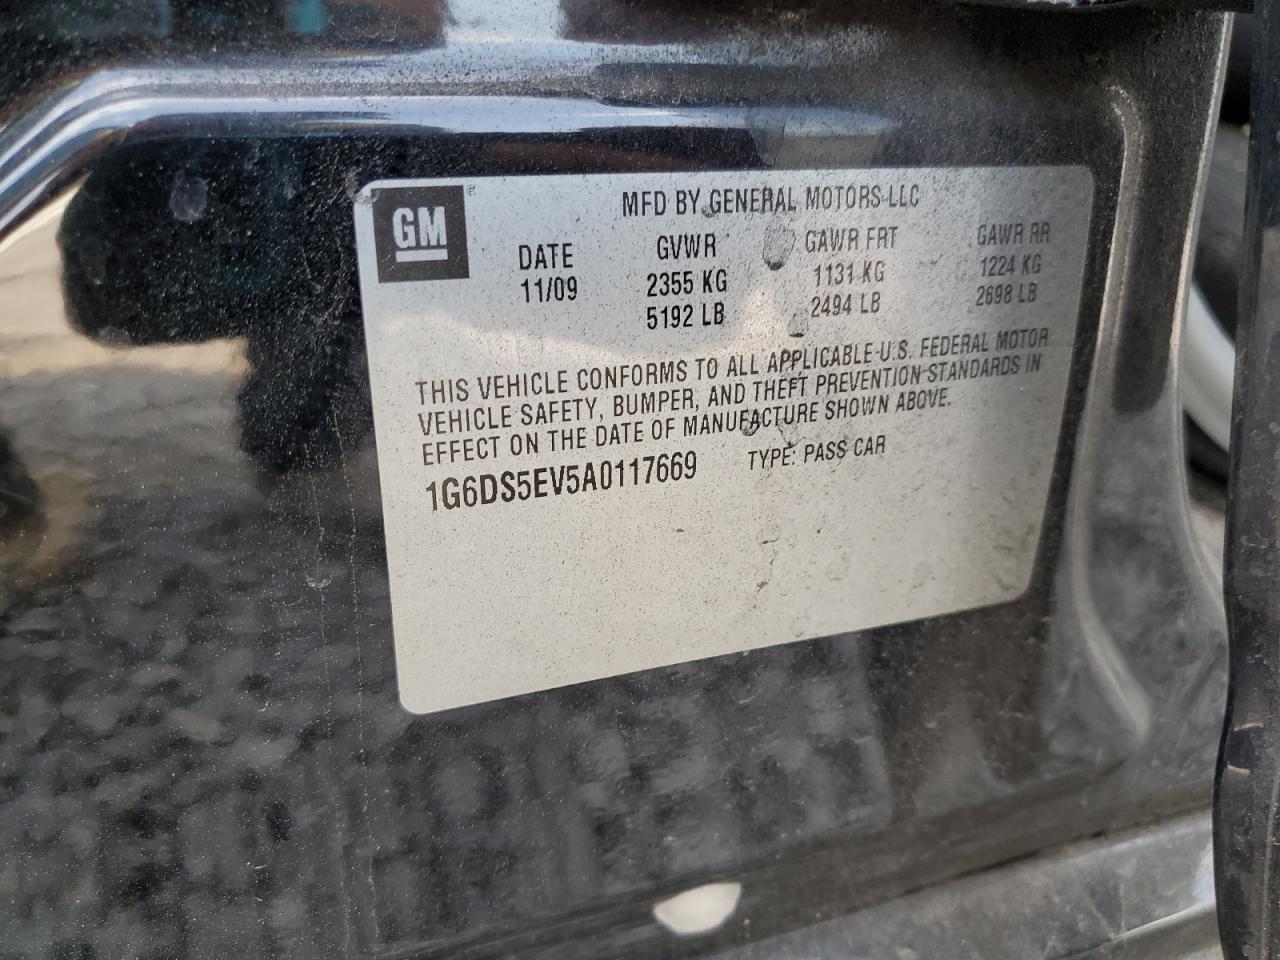 GM
MFD BY GENERAL MOTORS LLC
DATE GVWR GAWR FRT GAWR RR
11/09 2355 KG 1131 KG 1224 KG
5192 LB 2494 LB 2698 LB
THIS VEHICLE CONFORMS TO ALL APPLICABLE U.S. FEDERAL MOTOR
VEHICLE SAFETY, BUMPER, AND THEFT PREVENTION STANDARDS IN
EFFECT ON THE DATE OF MANUFACTURE SHOWN ABOVE.
1G6DS5EV5A0117669 TYPE: PASS CAR